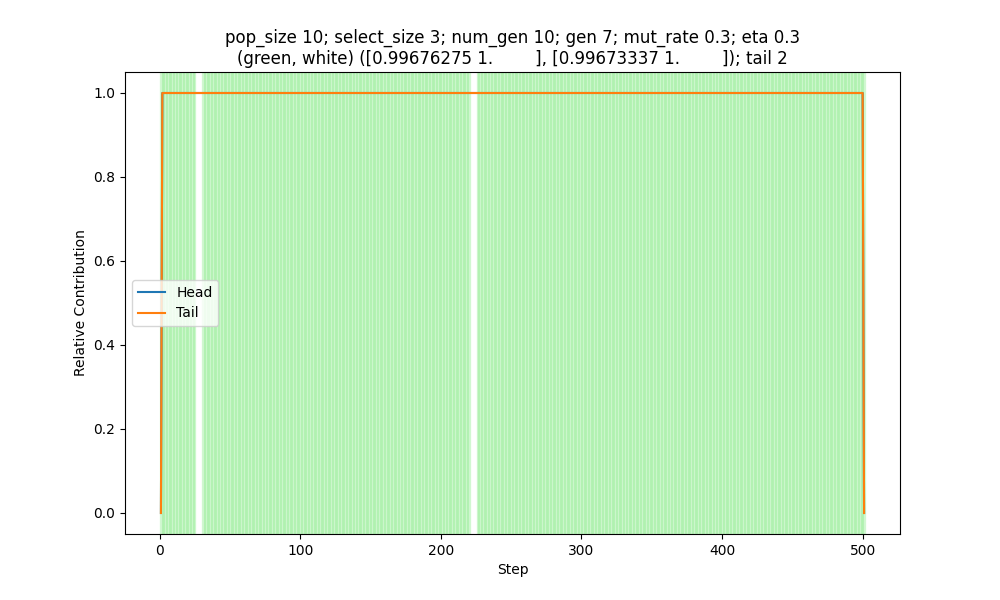 pop_size 10; select_size 3; num_gen 10; gen 7; mut_rate 0.3; eta 0.3
(green, white) ([0.99676275 1.        ], [0.99673337 1.        ]); tail 2
1.0
0.8
0.6
0.4
0.2
0.0
Relative Contribution
Head
Tail
0 100 200 300 400 500
Step